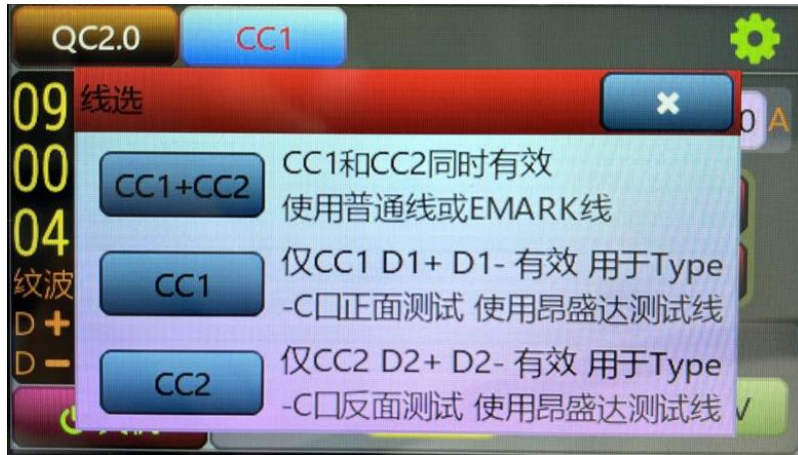 QC2.0
CC1
09
线选
0 A
00
CC1+CC2
CC1和CC2同时有效
使用普通线或EMARK线
04
纹波
CC1
仅CC1 D1+ D1- 有效 用于Type
-C口正面测试 使用昂盛达测试线
D+
D-
CC2
仅CC2 D2+ D2- 有效 用于Type
-C口反面测试 使用昂盛达测试线
V